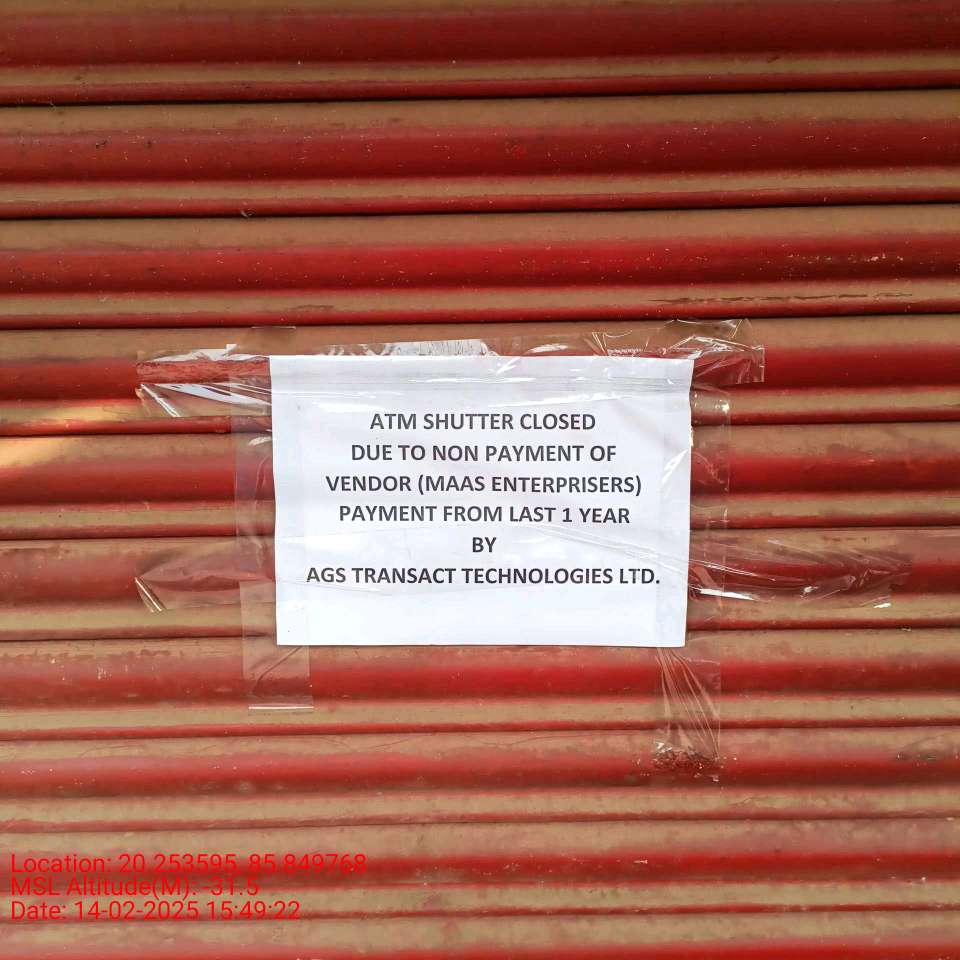 ATM SHUTTER CLOSED
DUE TO NON PAYMENT OF
VENDOR (MAAS ENTERPRISERS)
PAYMENT FROM LAST 1 YEAR
BY
AGS TRANSACT TECHNOLOGIES LTD.
Location: 20.253595, 85.849768
MSL Altitude(M): -31.5
Date: 14-02-2025 15:49:22